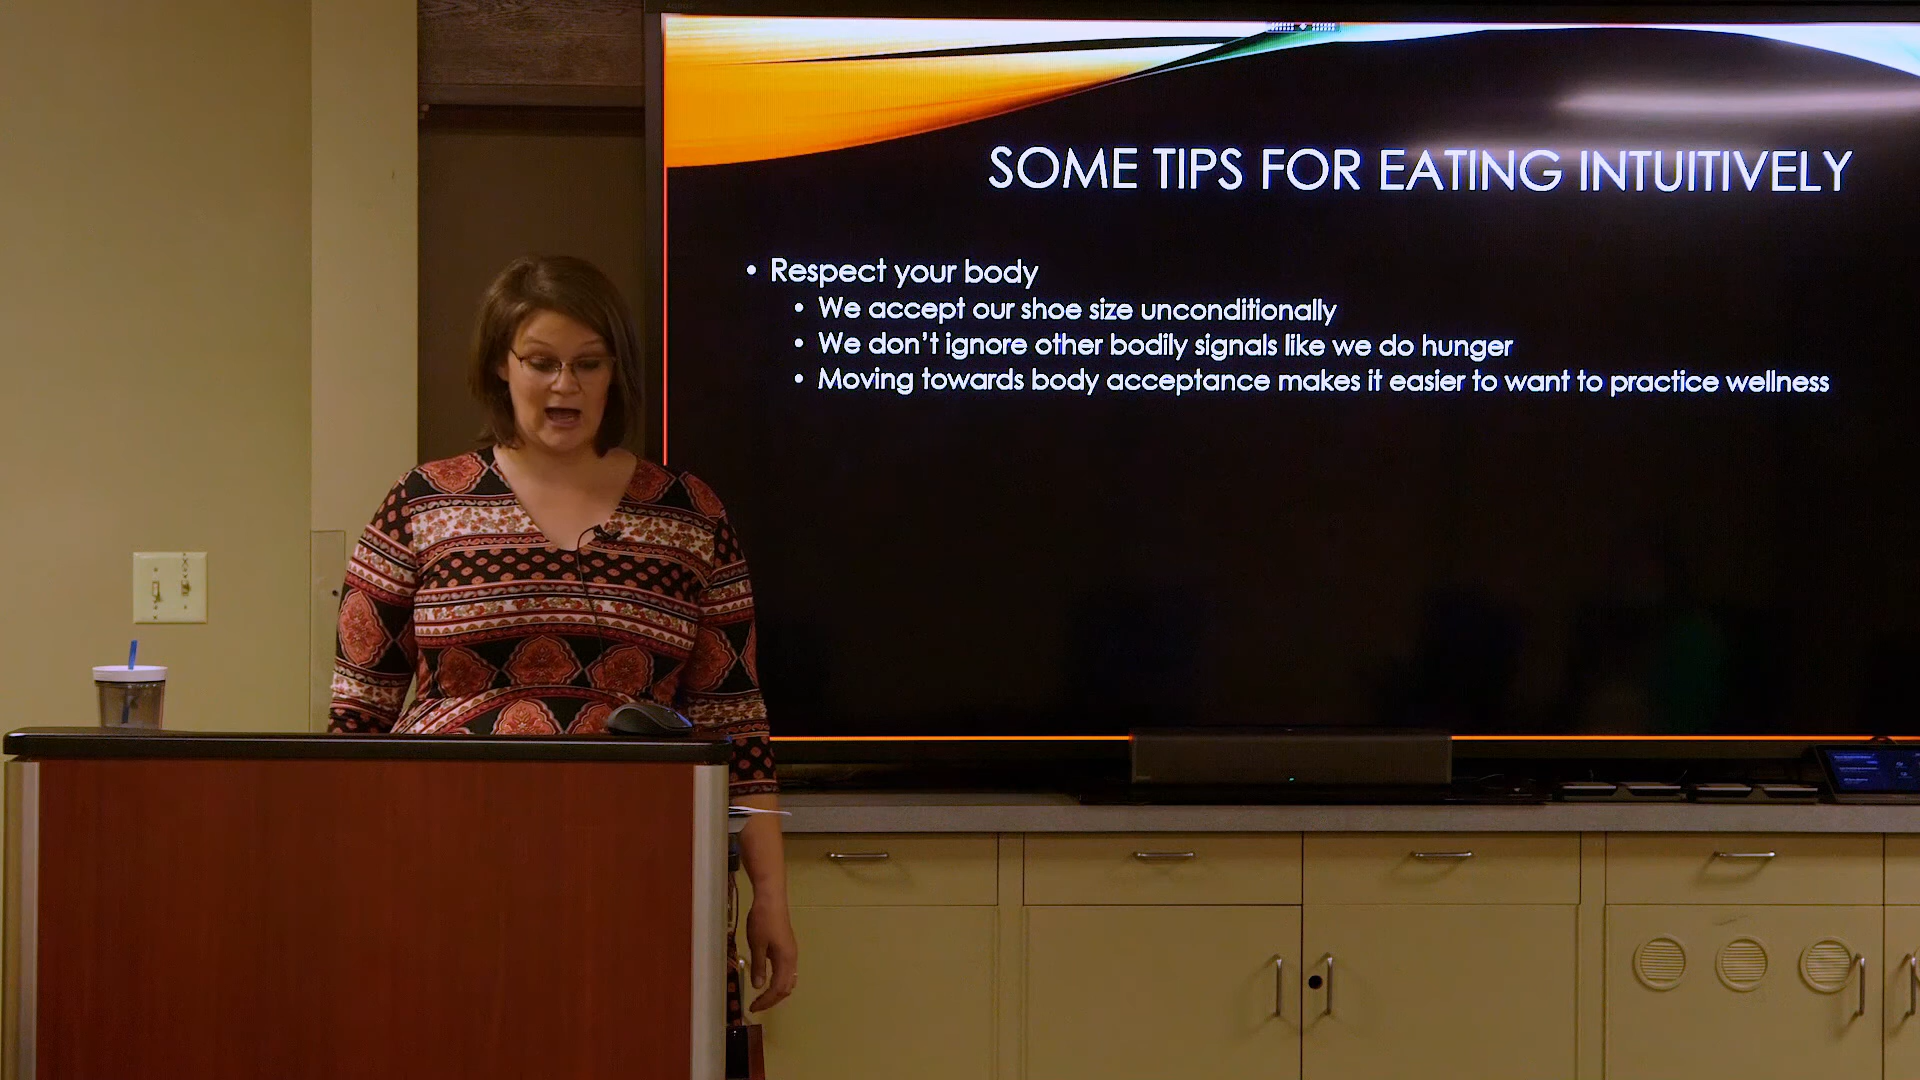 SOME TIPS FOR EATING INTUITIVELY
• Respect your body
• We accept our shoe size unconditionally
• We don't ignore other bodily signals like we do hunger
• Moving towards body acceptance makes it easier to want to practice wellness